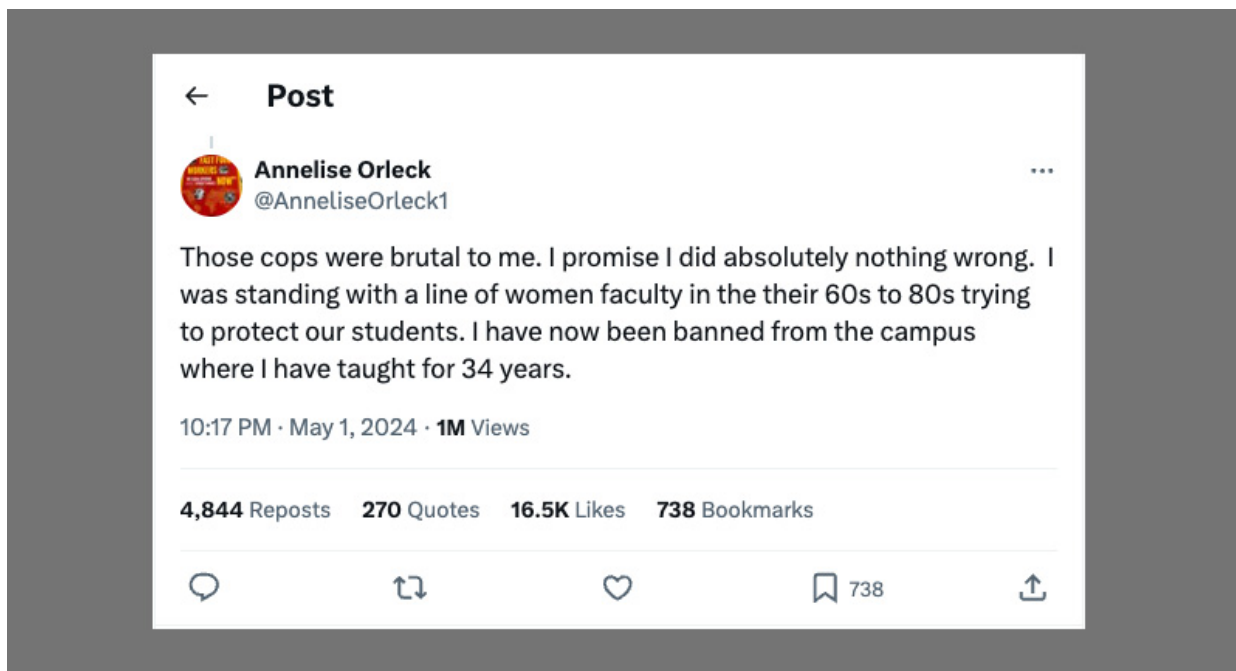 Post
Annelise Orleck
@AnneliseOrleck1
Those cops were brutal to me. I promise I did absolutely nothing wrong.  I
was standing with a line of women faculty in the their 60s to 80s trying
to protect our students. I have now been banned from the campus
where I have taught for 34 years.
10:17 PM · May 1, 2024 · 1M Views
4,844 Reposts 270 Quotes 16.5K Likes 738 Bookmarks
738